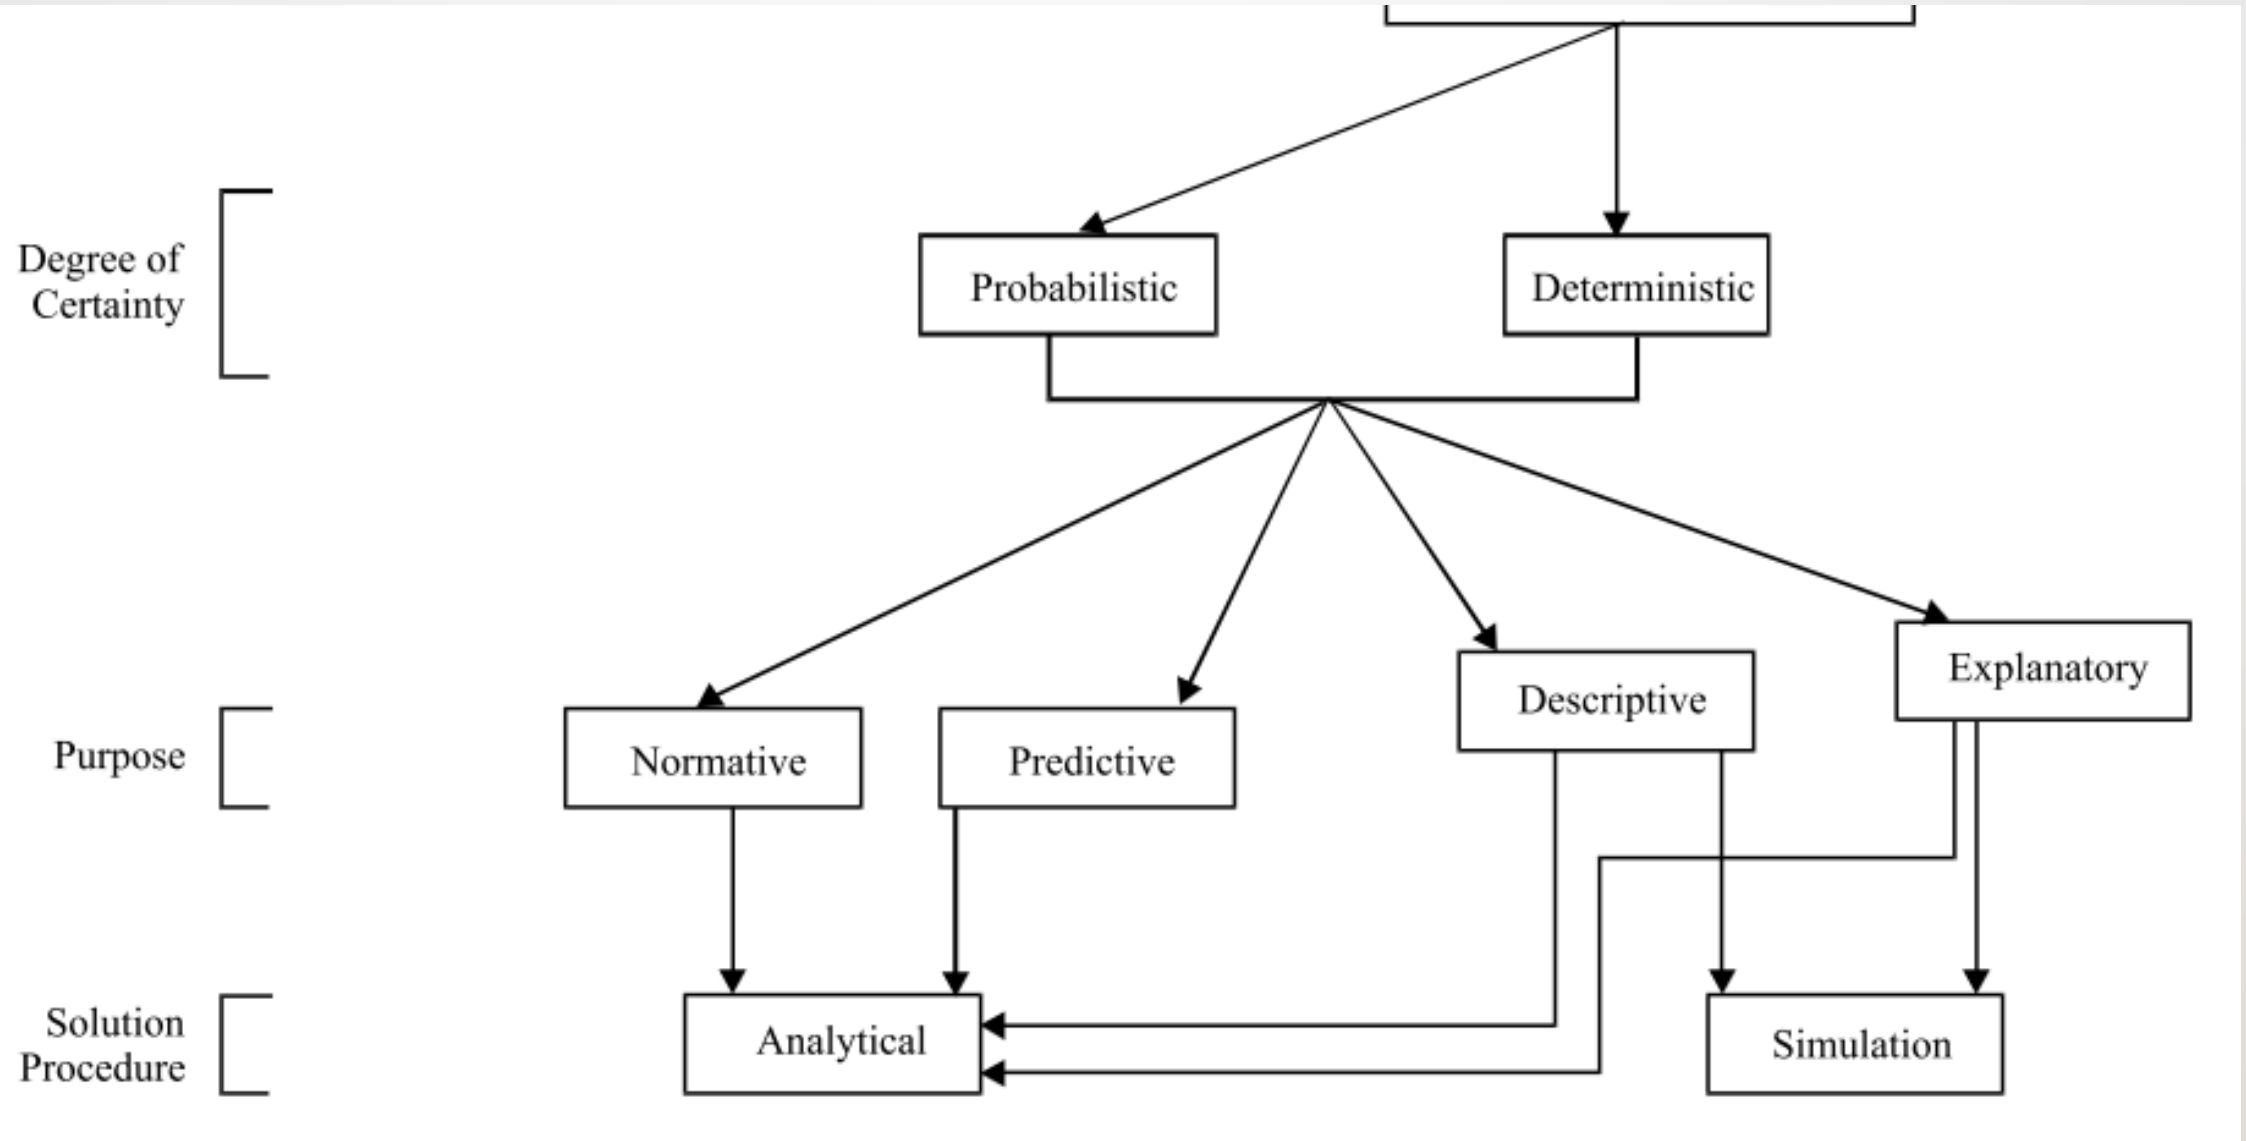 Degree of
Certainty
Probabilistic
Deterministic
Purpose
Normative
Predictive
Descriptive
Explanatory
Solution
Procedure
Analytical
Simulation